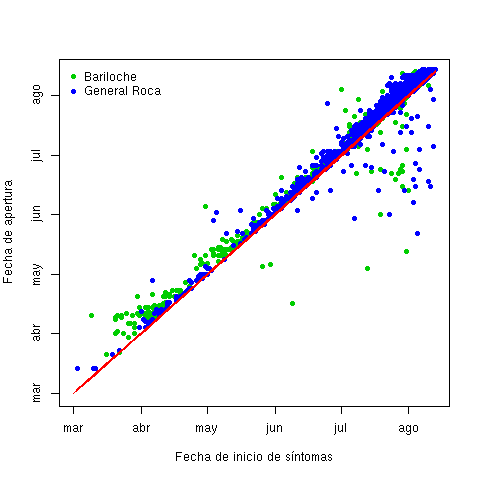 Bariloche
General Roca
Fecha de apertura
ago
jul
jun
may
abr
mar
mar abr may jun jul ago
Fecha de inicio de síntomas